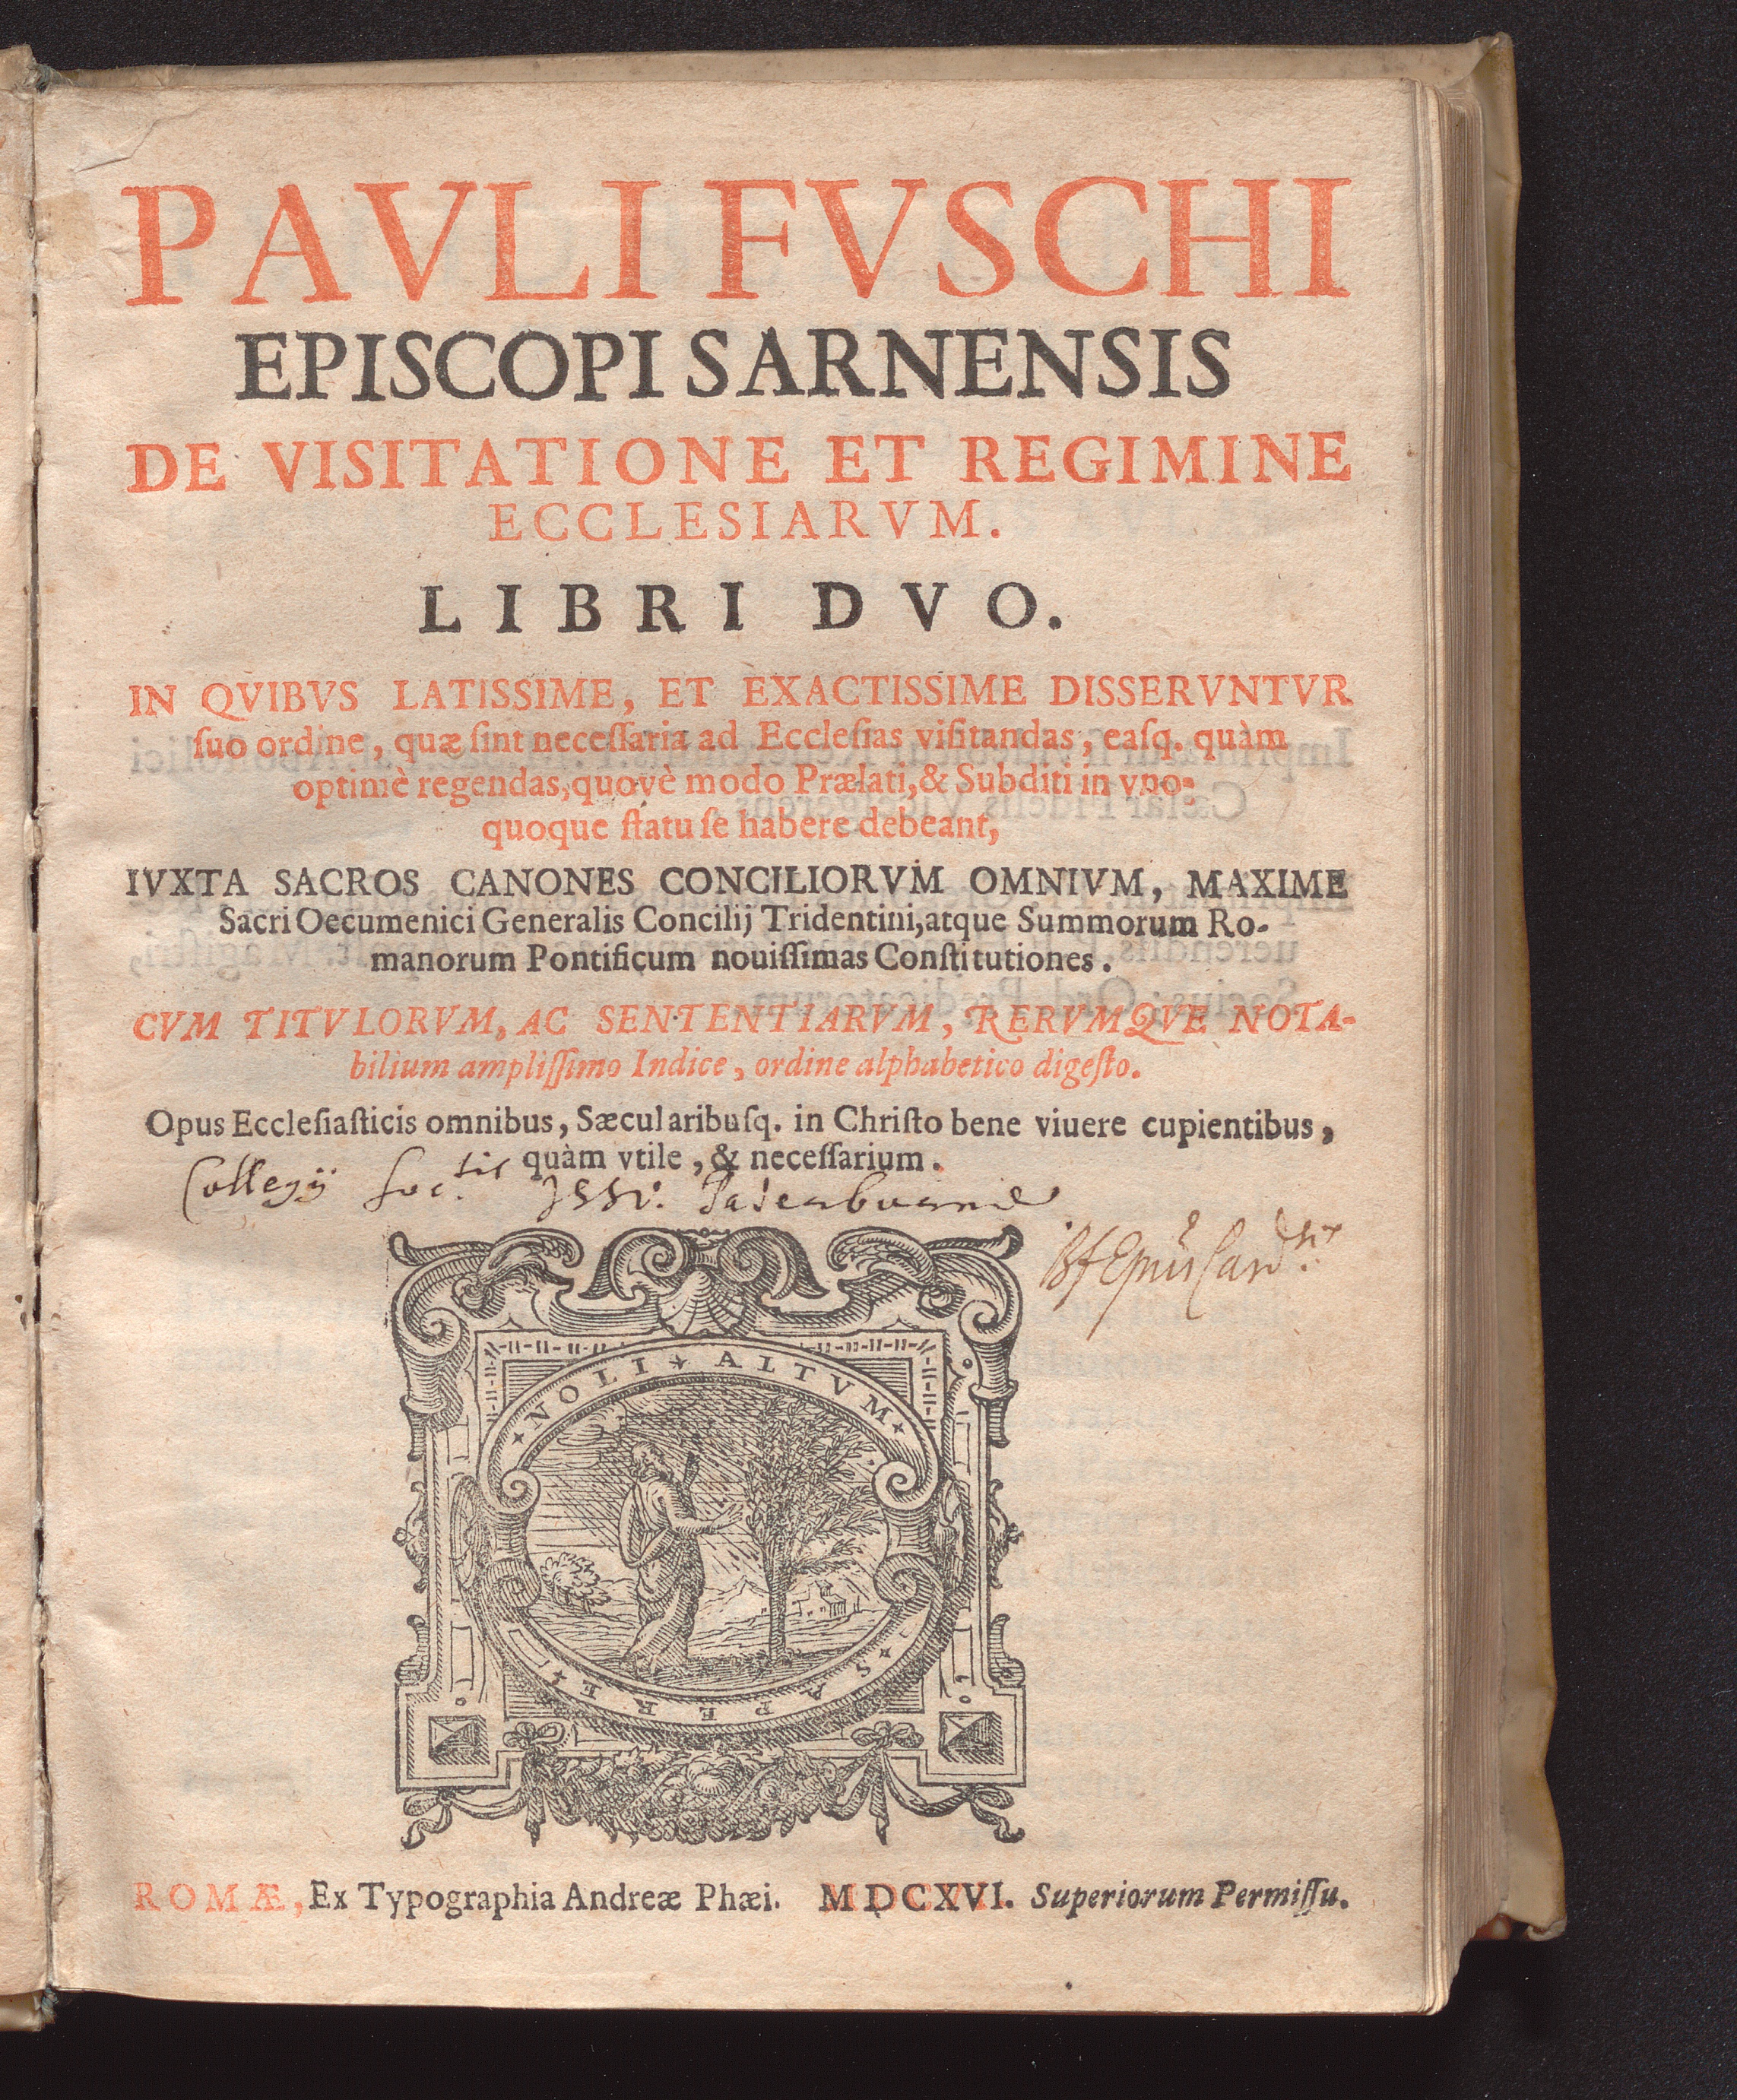 PAVLI FVSCHI
EPISCOPI SARNENSIS
DE VISITATIONE ET REGIMINE
ECCLESIARVM.
LIBRI DVO.
IN QVIBVS LATISSIME, ET EXACTISSIME DISSERVNTVR
ſuo ordine, quæ ſint neceſſaria ad Eccleſias viſitandas, eaſq. quàm
optimè regendas, quovè modo Prælati, & Subditi in vno-
quoque ſtatu ſe habere debeant,
IVXTA SACROS CANONES CONCILIORVM OMNIVM, MAXIME
Sacri Oecumenici Generalis Concilij Tridentini, atque Summorum Ro-
manorum Pontificum nouiſſimas Conſtitutiones.
CVM TITVLORVM, AC SENTENTIARVM, RERVMQVE NOTA-
bilium ampliſſimo Indice, ordine alphabetico digeſto.
Opus Eccleſiaſticis omnibus, Sæcularibuſq. in Chriſto bene viuere cupientibus,
quàm vtile, & neceſſarium.
Collegij Soc.tis
NOLI ALTVM
SAPERE
ROMÆ, Ex Typographia Andreæ Phæi. MDCXVI. Superiorum Permiſſu.